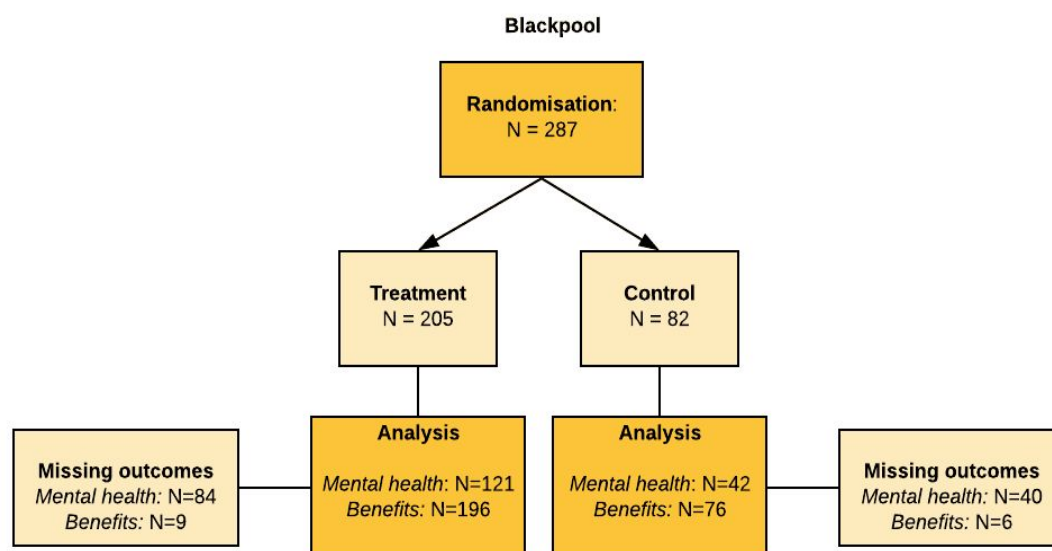 Blackpool
Randomisation:
N = 287
Treatment
N = 205
Control
N = 82
Analysis
Mental health: N=121
Benefits: N=196
Analysis
Mental health: N=42
Benefits: N=76
Missing outcomes
Mental health: N=84
Benefits: N=9
Missing outcomes
Mental health: N=40
Benefits: N=6